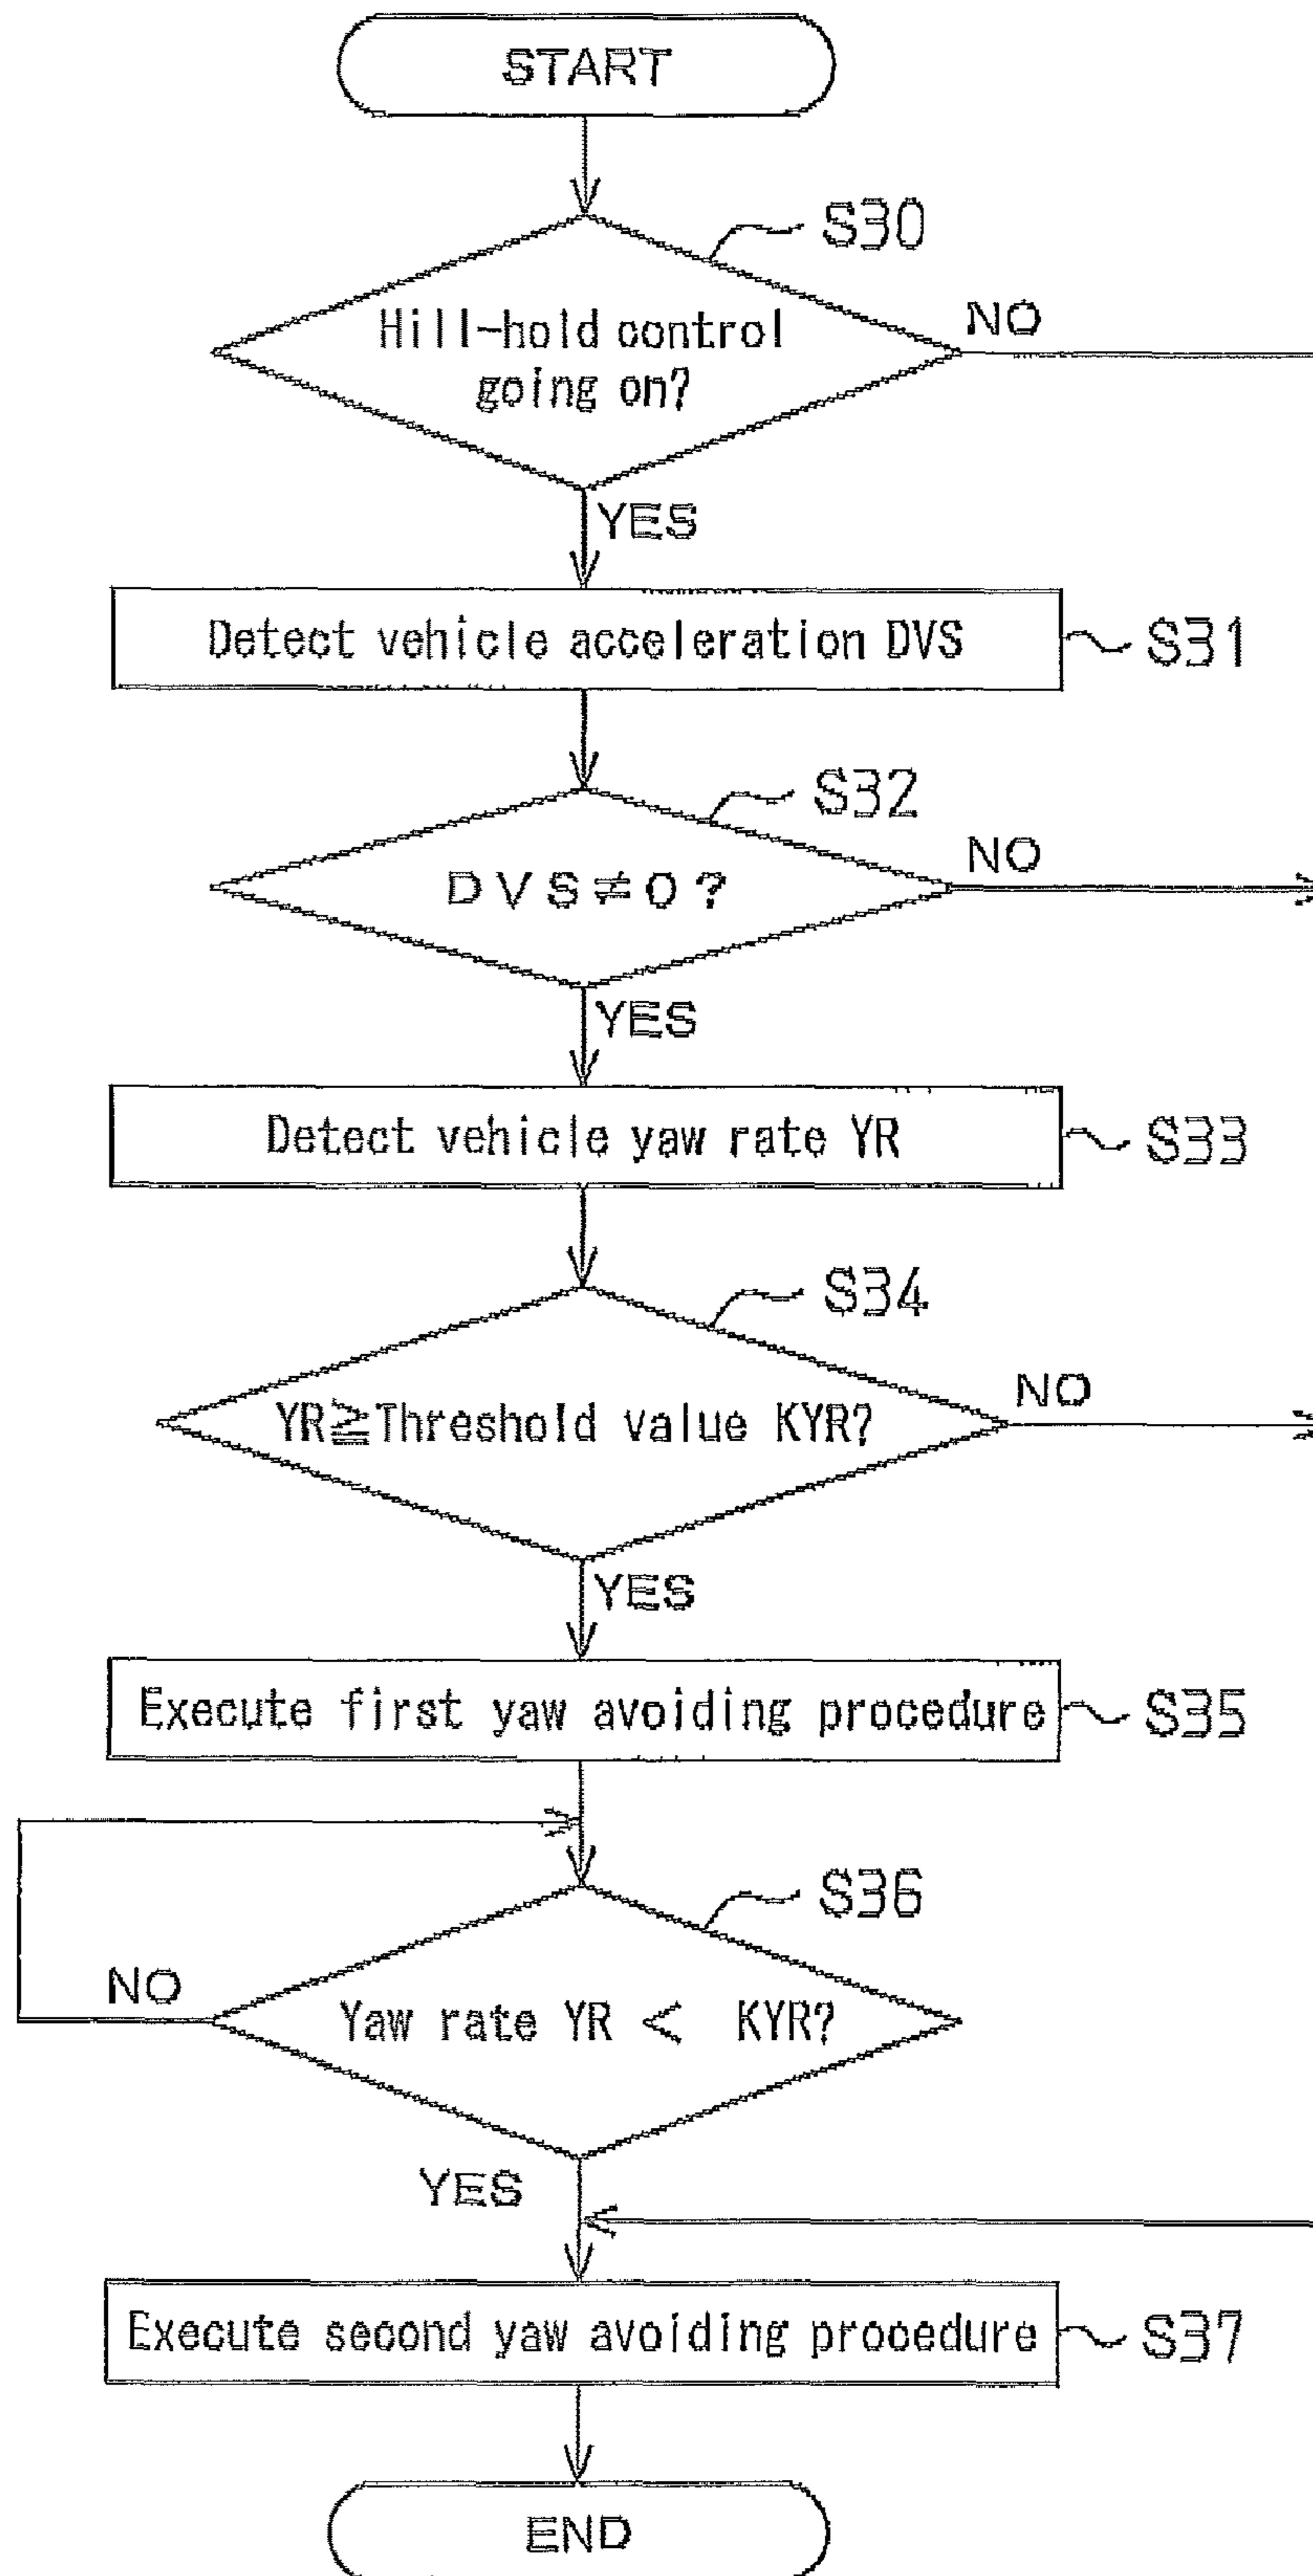 START
S30
Hill-hold control
going on?
NO
YES
Detect vehicle acceleration DVS
S31
S32
DVS≠0?
NO
YES
Detect vehicle yaw rate YR
S33
S34
YR≧Threshold value KYR?
NO
YES
Execute first yaw avoiding procedure
S35
S36
NO
Yaw rate YR < KYR?
YES
Execute second yaw avoiding procedure
S37
END